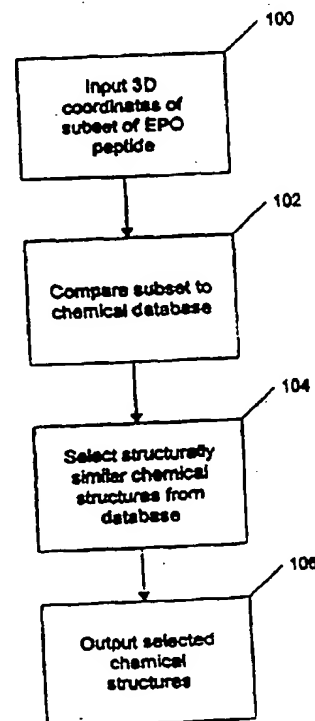 100
Input 3D
coordinates of
subset of EPO
peptide
102
Compare subset to
chemical database
104
Select structurally
similar chemical
structures from
database
106
Output selected
chemical
structures